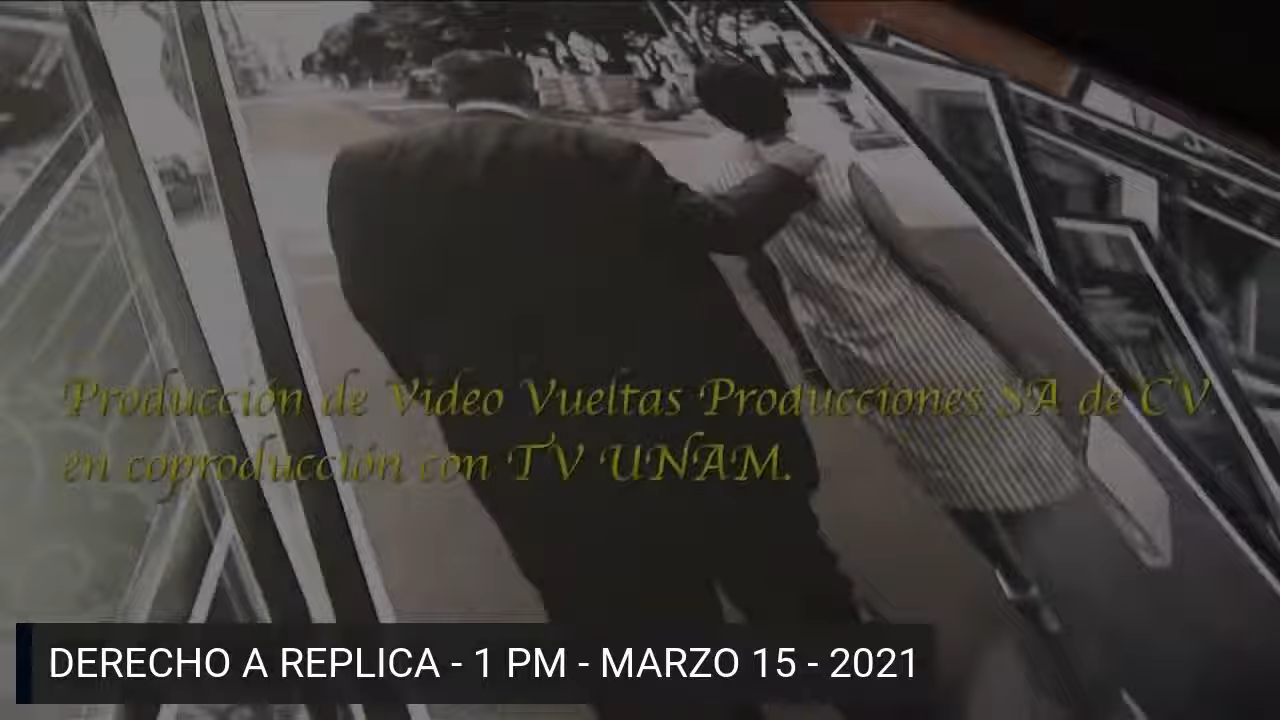 Producción de Video Vueltas Producciones SA de CV.
en coproducción con TV UNAM.
DERECHO A REPLICA - 1 PM - MARZO 15 - 2021